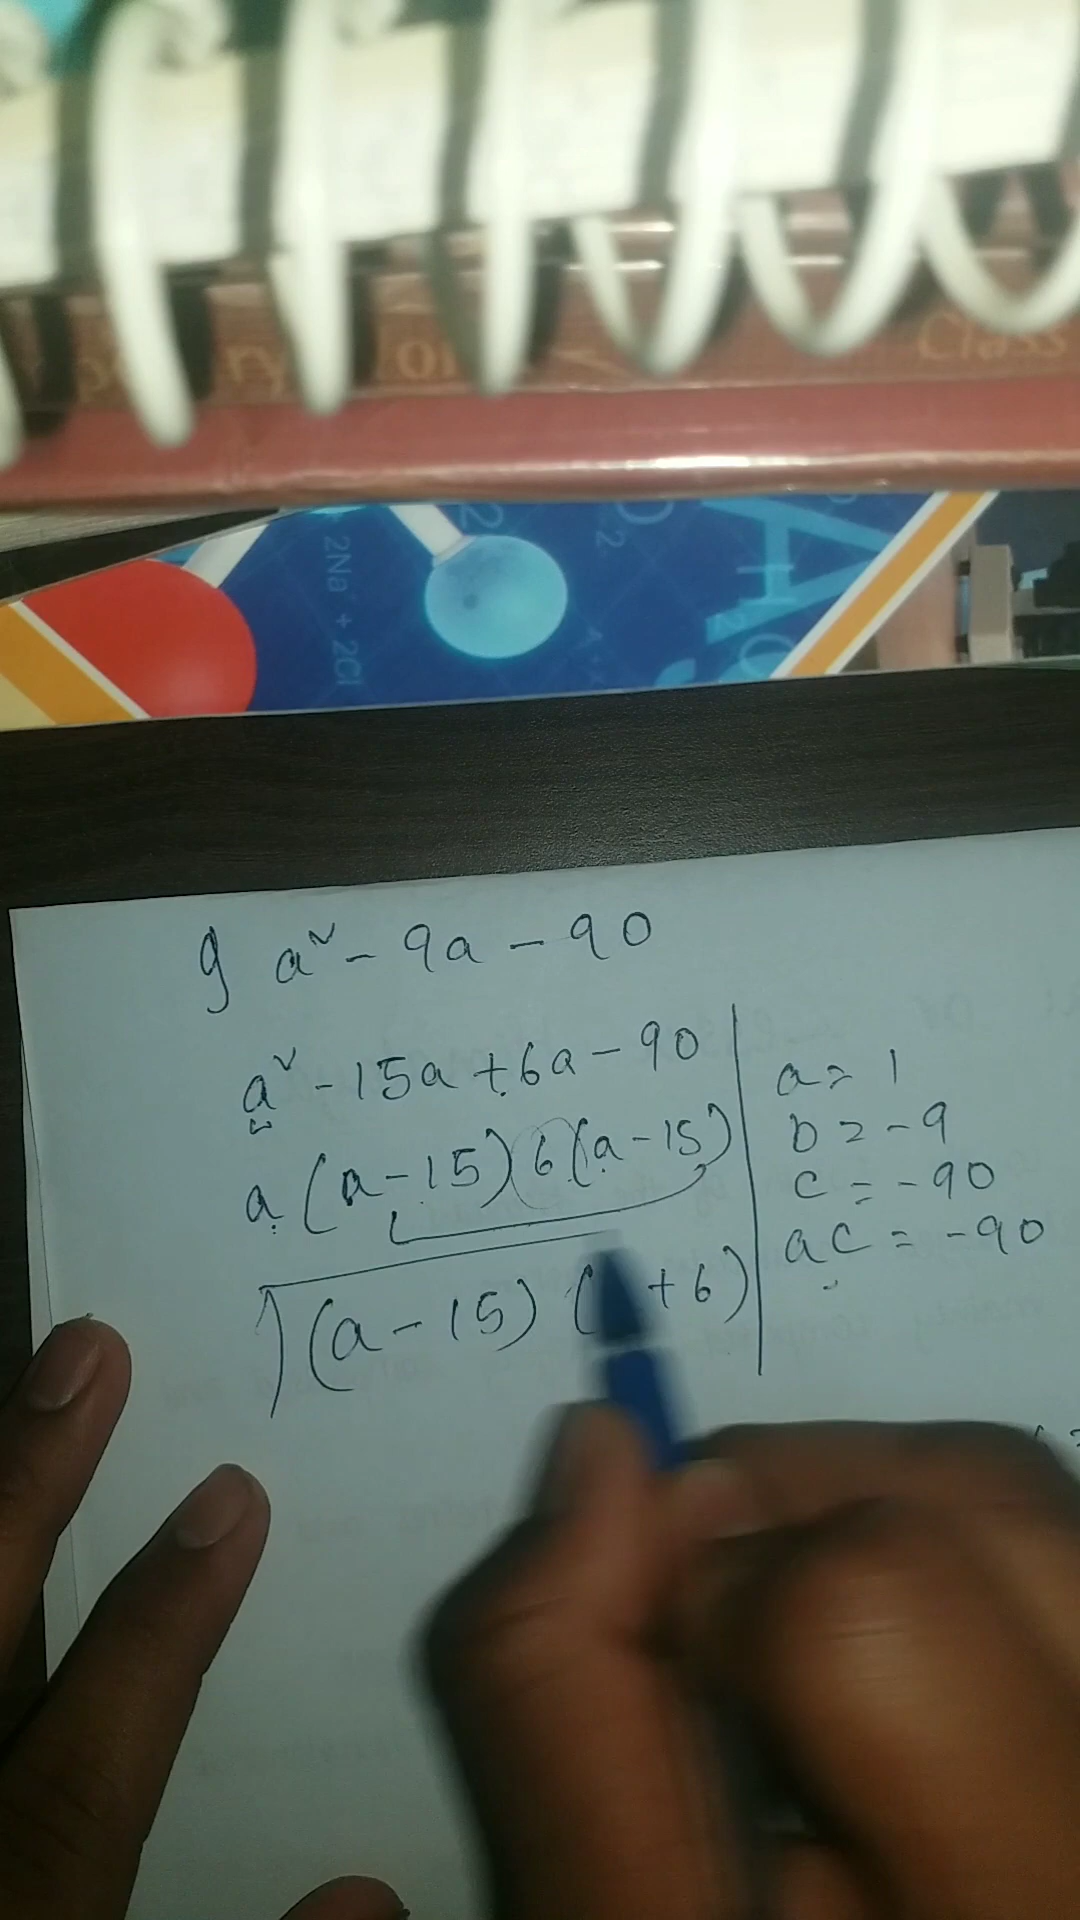 Class
2Na + 2Cl
g a² - 9a - 90
a² - 15a + 6a - 90
a (a - 15) 6 (a - 15)
(a - 15) ( + 6)
a = 1
b = -9
c = -90
ac = -90